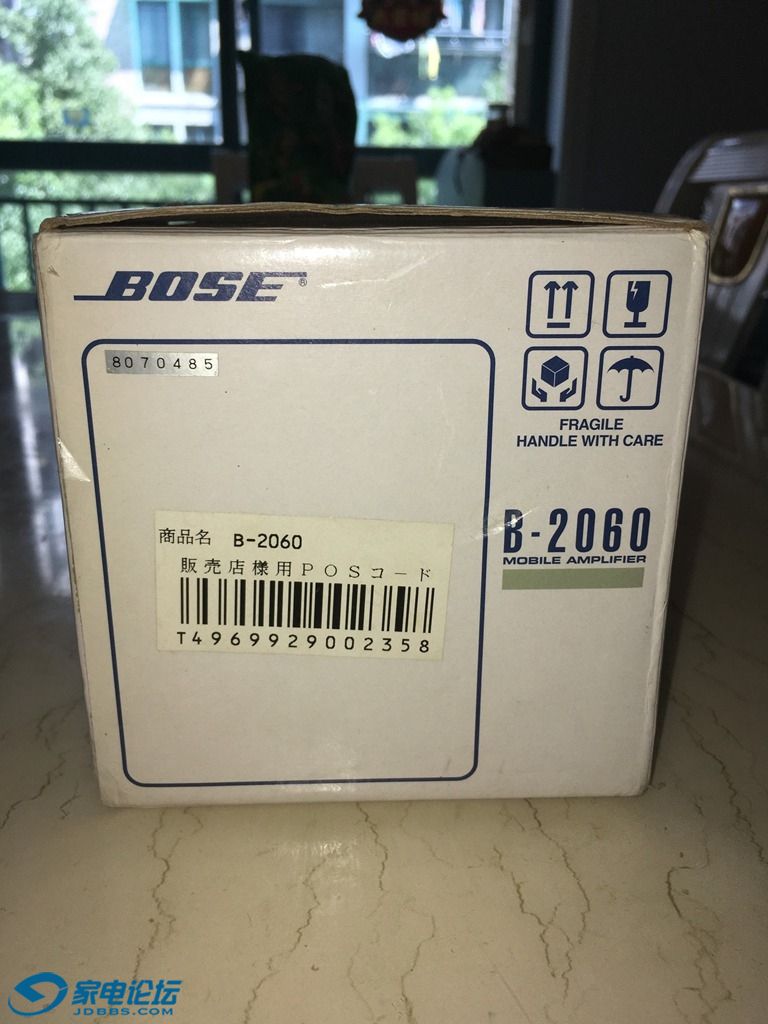 BOSE®
8070485
FRAGILE
HANDLE WITH CARE
B-2060
MOBILE AMPLIFIER
商品名 B-2060
販売店様用POSコード
T4969929002358
家电论坛
JDBBS.COM